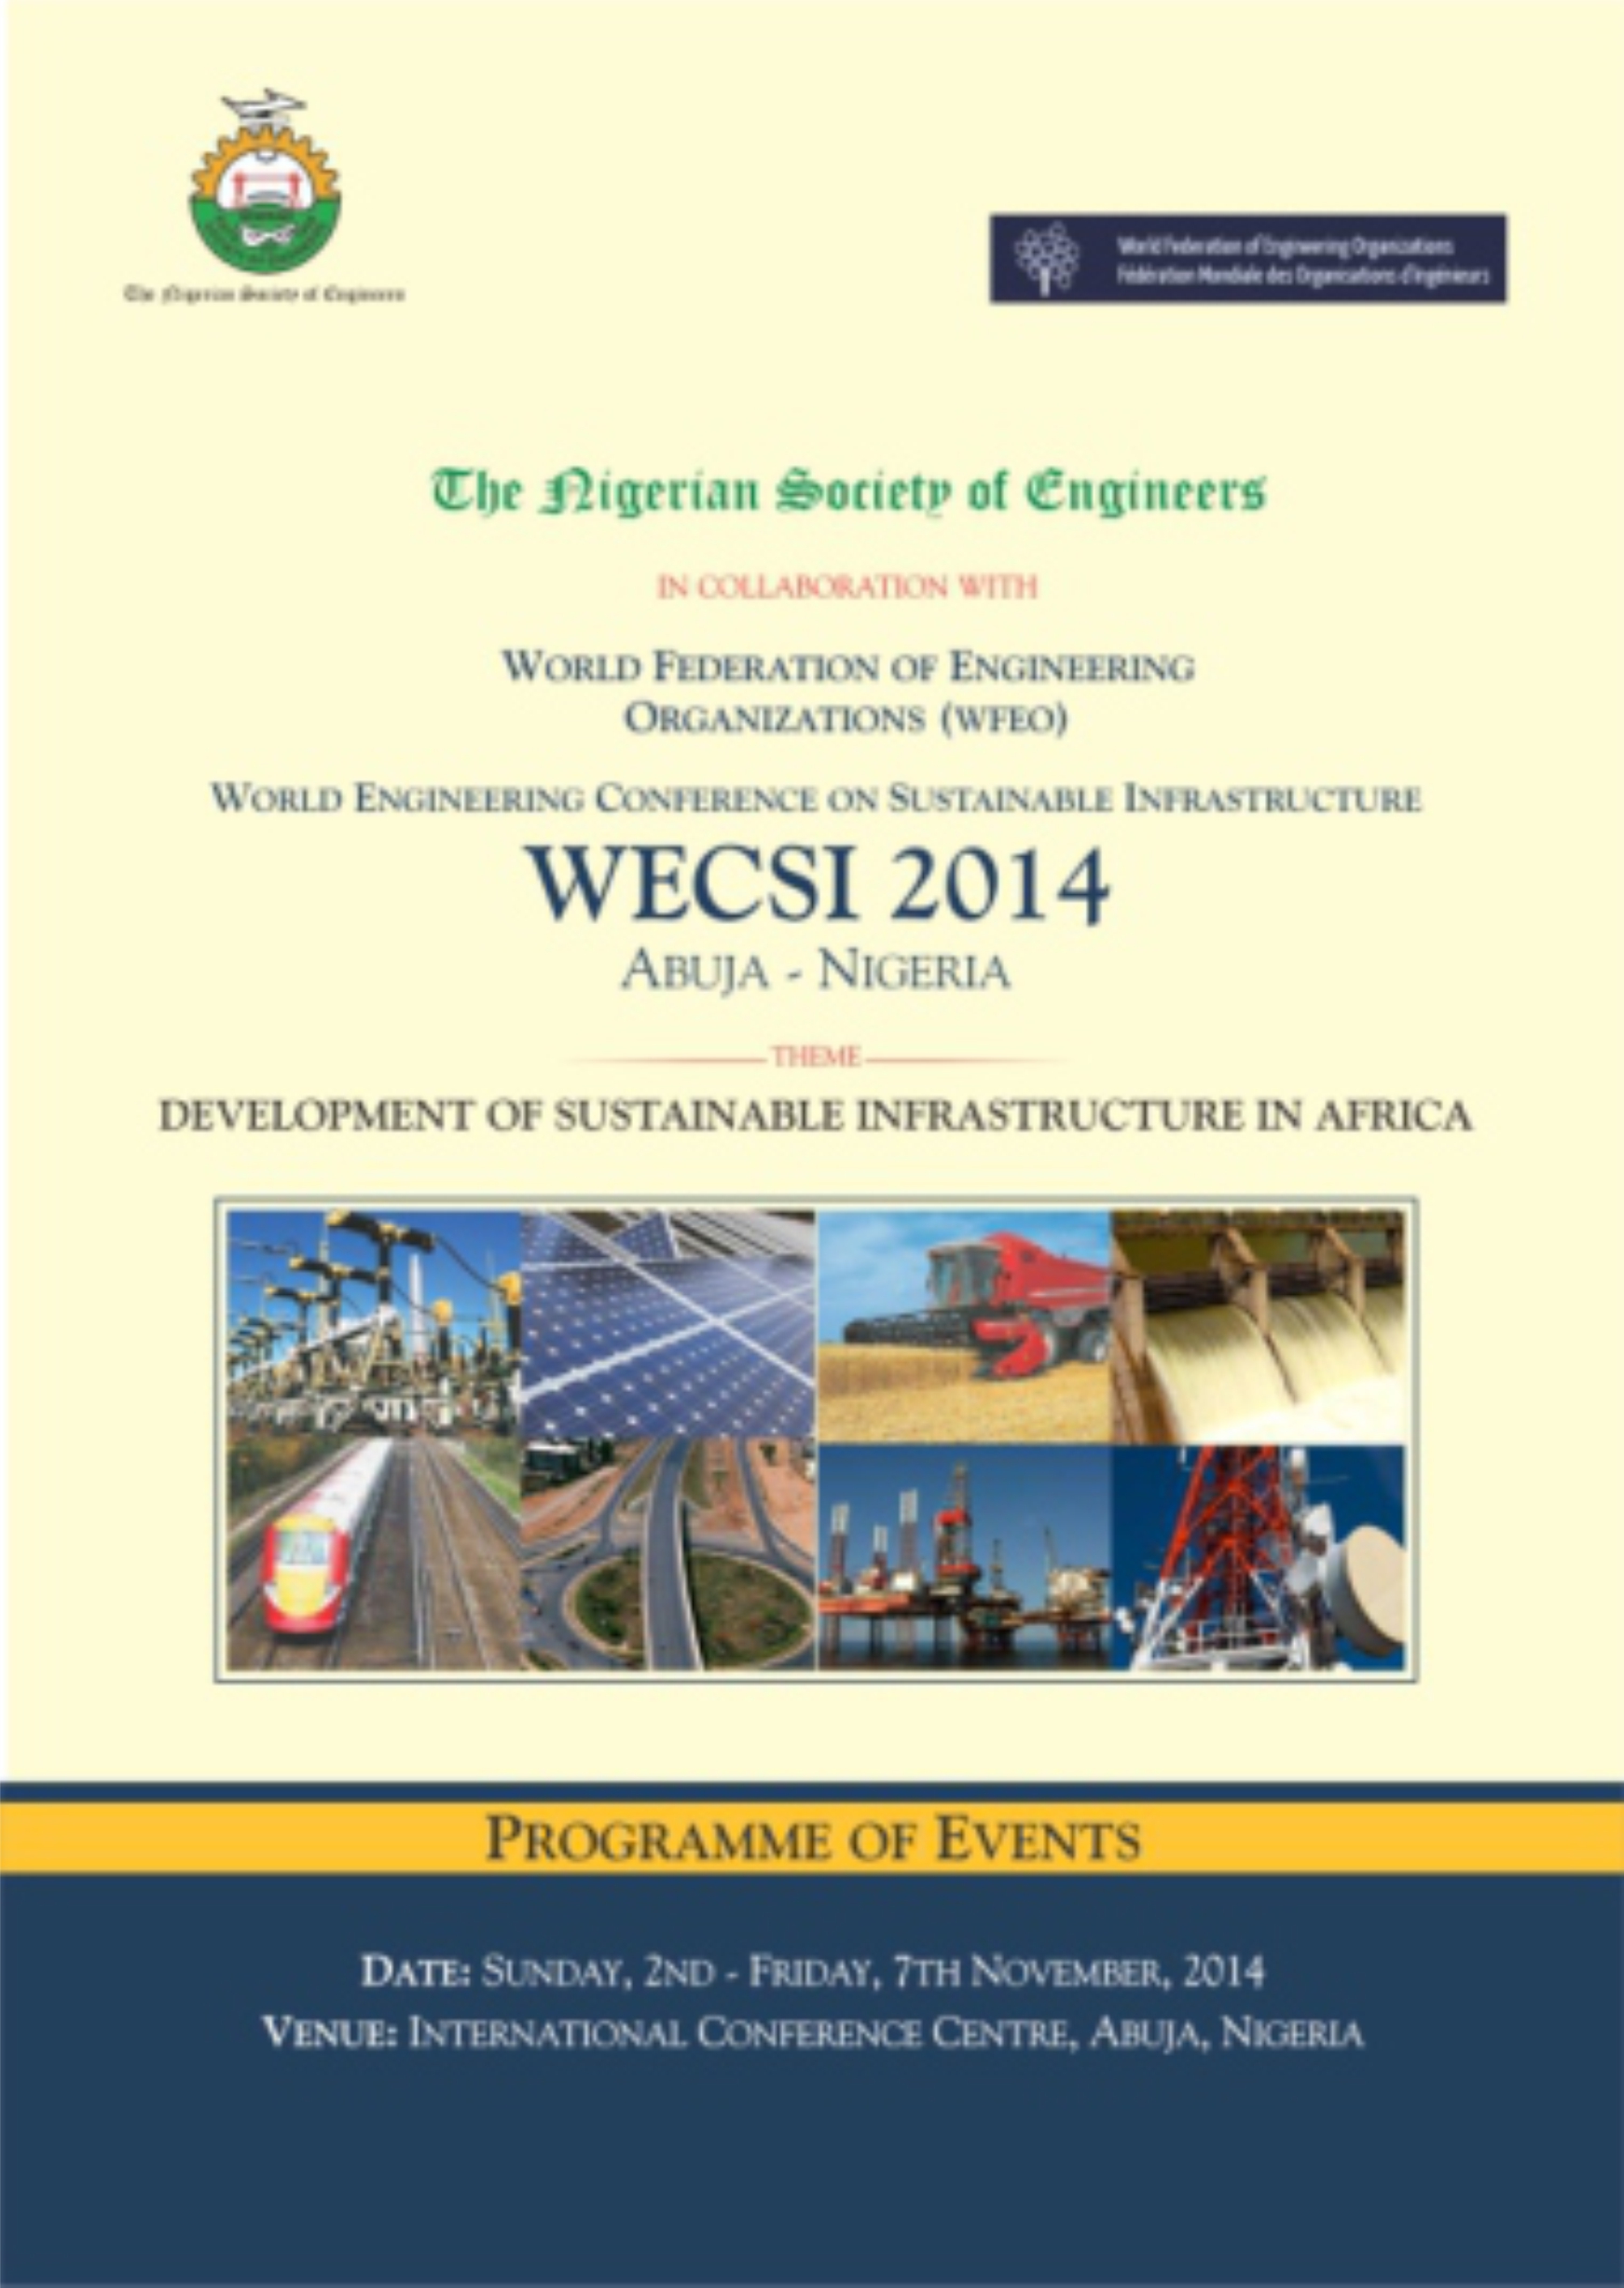 The Nigerian Society of Engineers
World Federation of Engineering Organizations
Fédération Mondiale des Organisations d'Ingénieurs
The Nigerian Society of Engineers
IN COLLABORATION WITH
WORLD FEDERATION OF ENGINEERING
ORGANIZATIONS (WFEO)
WORLD ENGINEERING CONFERENCE ON SUSTAINABLE INFRASTRUCTURE
WECSI 2014
ABUJA - NIGERIA
THEME
DEVELOPMENT OF SUSTAINABLE INFRASTRUCTURE IN AFRICA
PROGRAMME OF EVENTS
DATE: SUNDAY, 2ND - FRIDAY, 7TH NOVEMBER, 2014
VENUE: INTERNATIONAL CONFERENCE CENTRE, ABUJA, NIGERIA